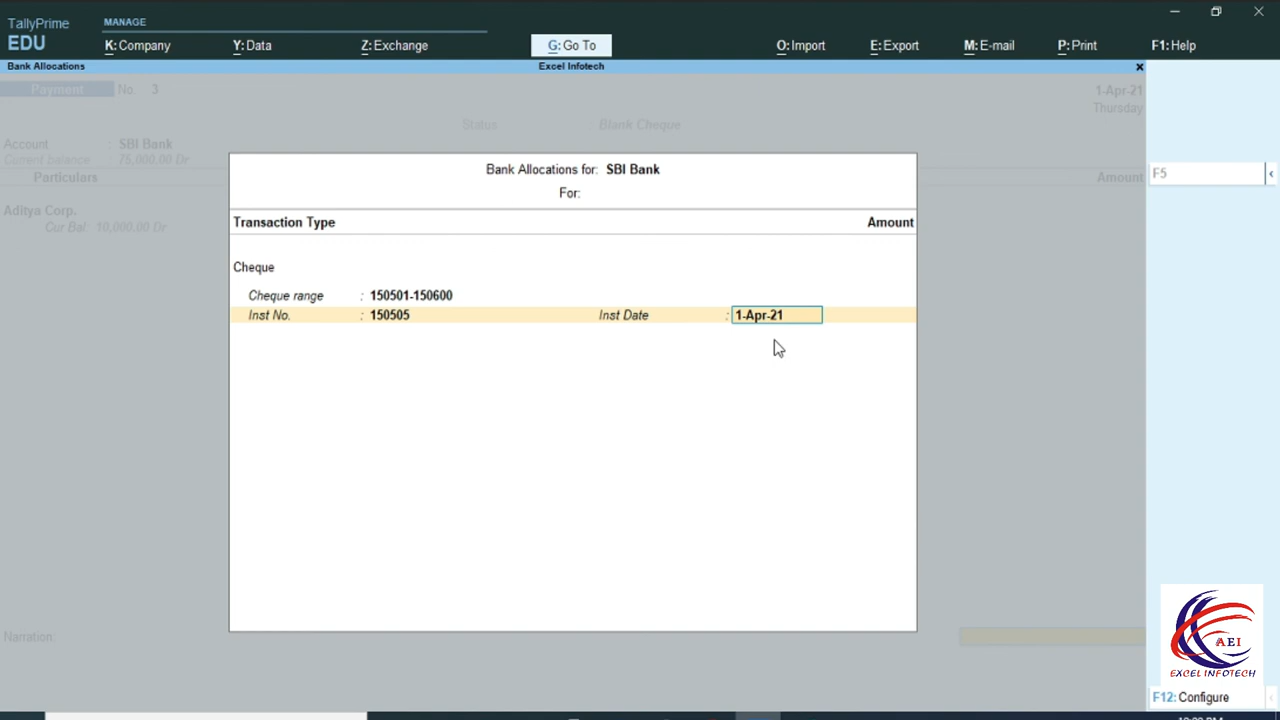 TallyPrime
EDU
MANAGE
K: Company
Y: Data
Z: Exchange
G: Go To
O: Import
E: Export
M: E-mail
P: Print
F1: Help
Bank Allocations
Excel Infotech
Payment No. 3
1-Apr-21
Thursday
Status Blank Cheque
Account : SBI Bank
Current balance : 75,000.00 Dr
Particulars
Amount
Aditya Corp.
Cur Bal: 10,000.00 Dr
Bank Allocations for: SBI Bank
For:
Transaction Type Amount
Cheque
Cheque range : 150501-150600
Inst No. : 150505 Inst Date : 1-Apr-21
F5
Narration:
AEI
EXCEL INFOTECH
F12: Configure